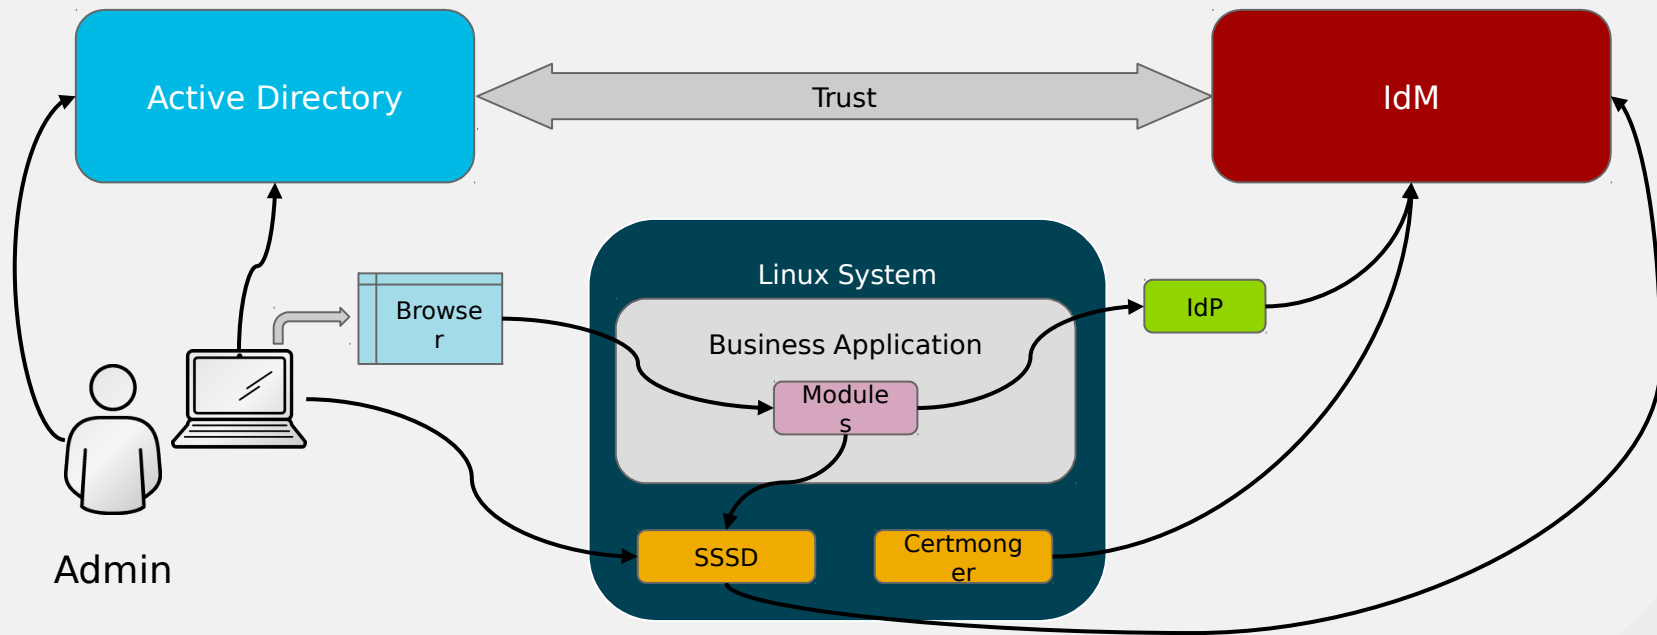 Active Directory
Trust
IdM
Linux System
Browse
r
IdP
Business Application
Module
s
SSSD
Certmong
er
Admin